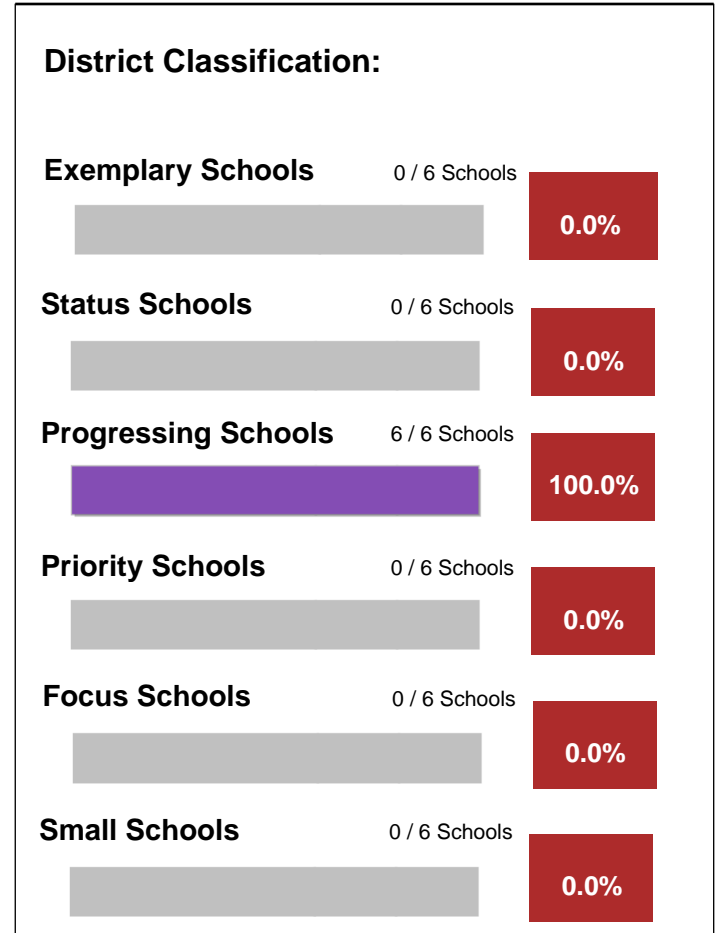 District Classification:
Exemplary Schools 0 / 6 Schools
0.0%
Status Schools 0 / 6 Schools
0.0%
Progressing Schools 6 / 6 Schools
100.0%
Priority Schools 0 / 6 Schools
0.0%
Focus Schools 0 / 6 Schools
0.0%
Small Schools 0 / 6 Schools
0.0%